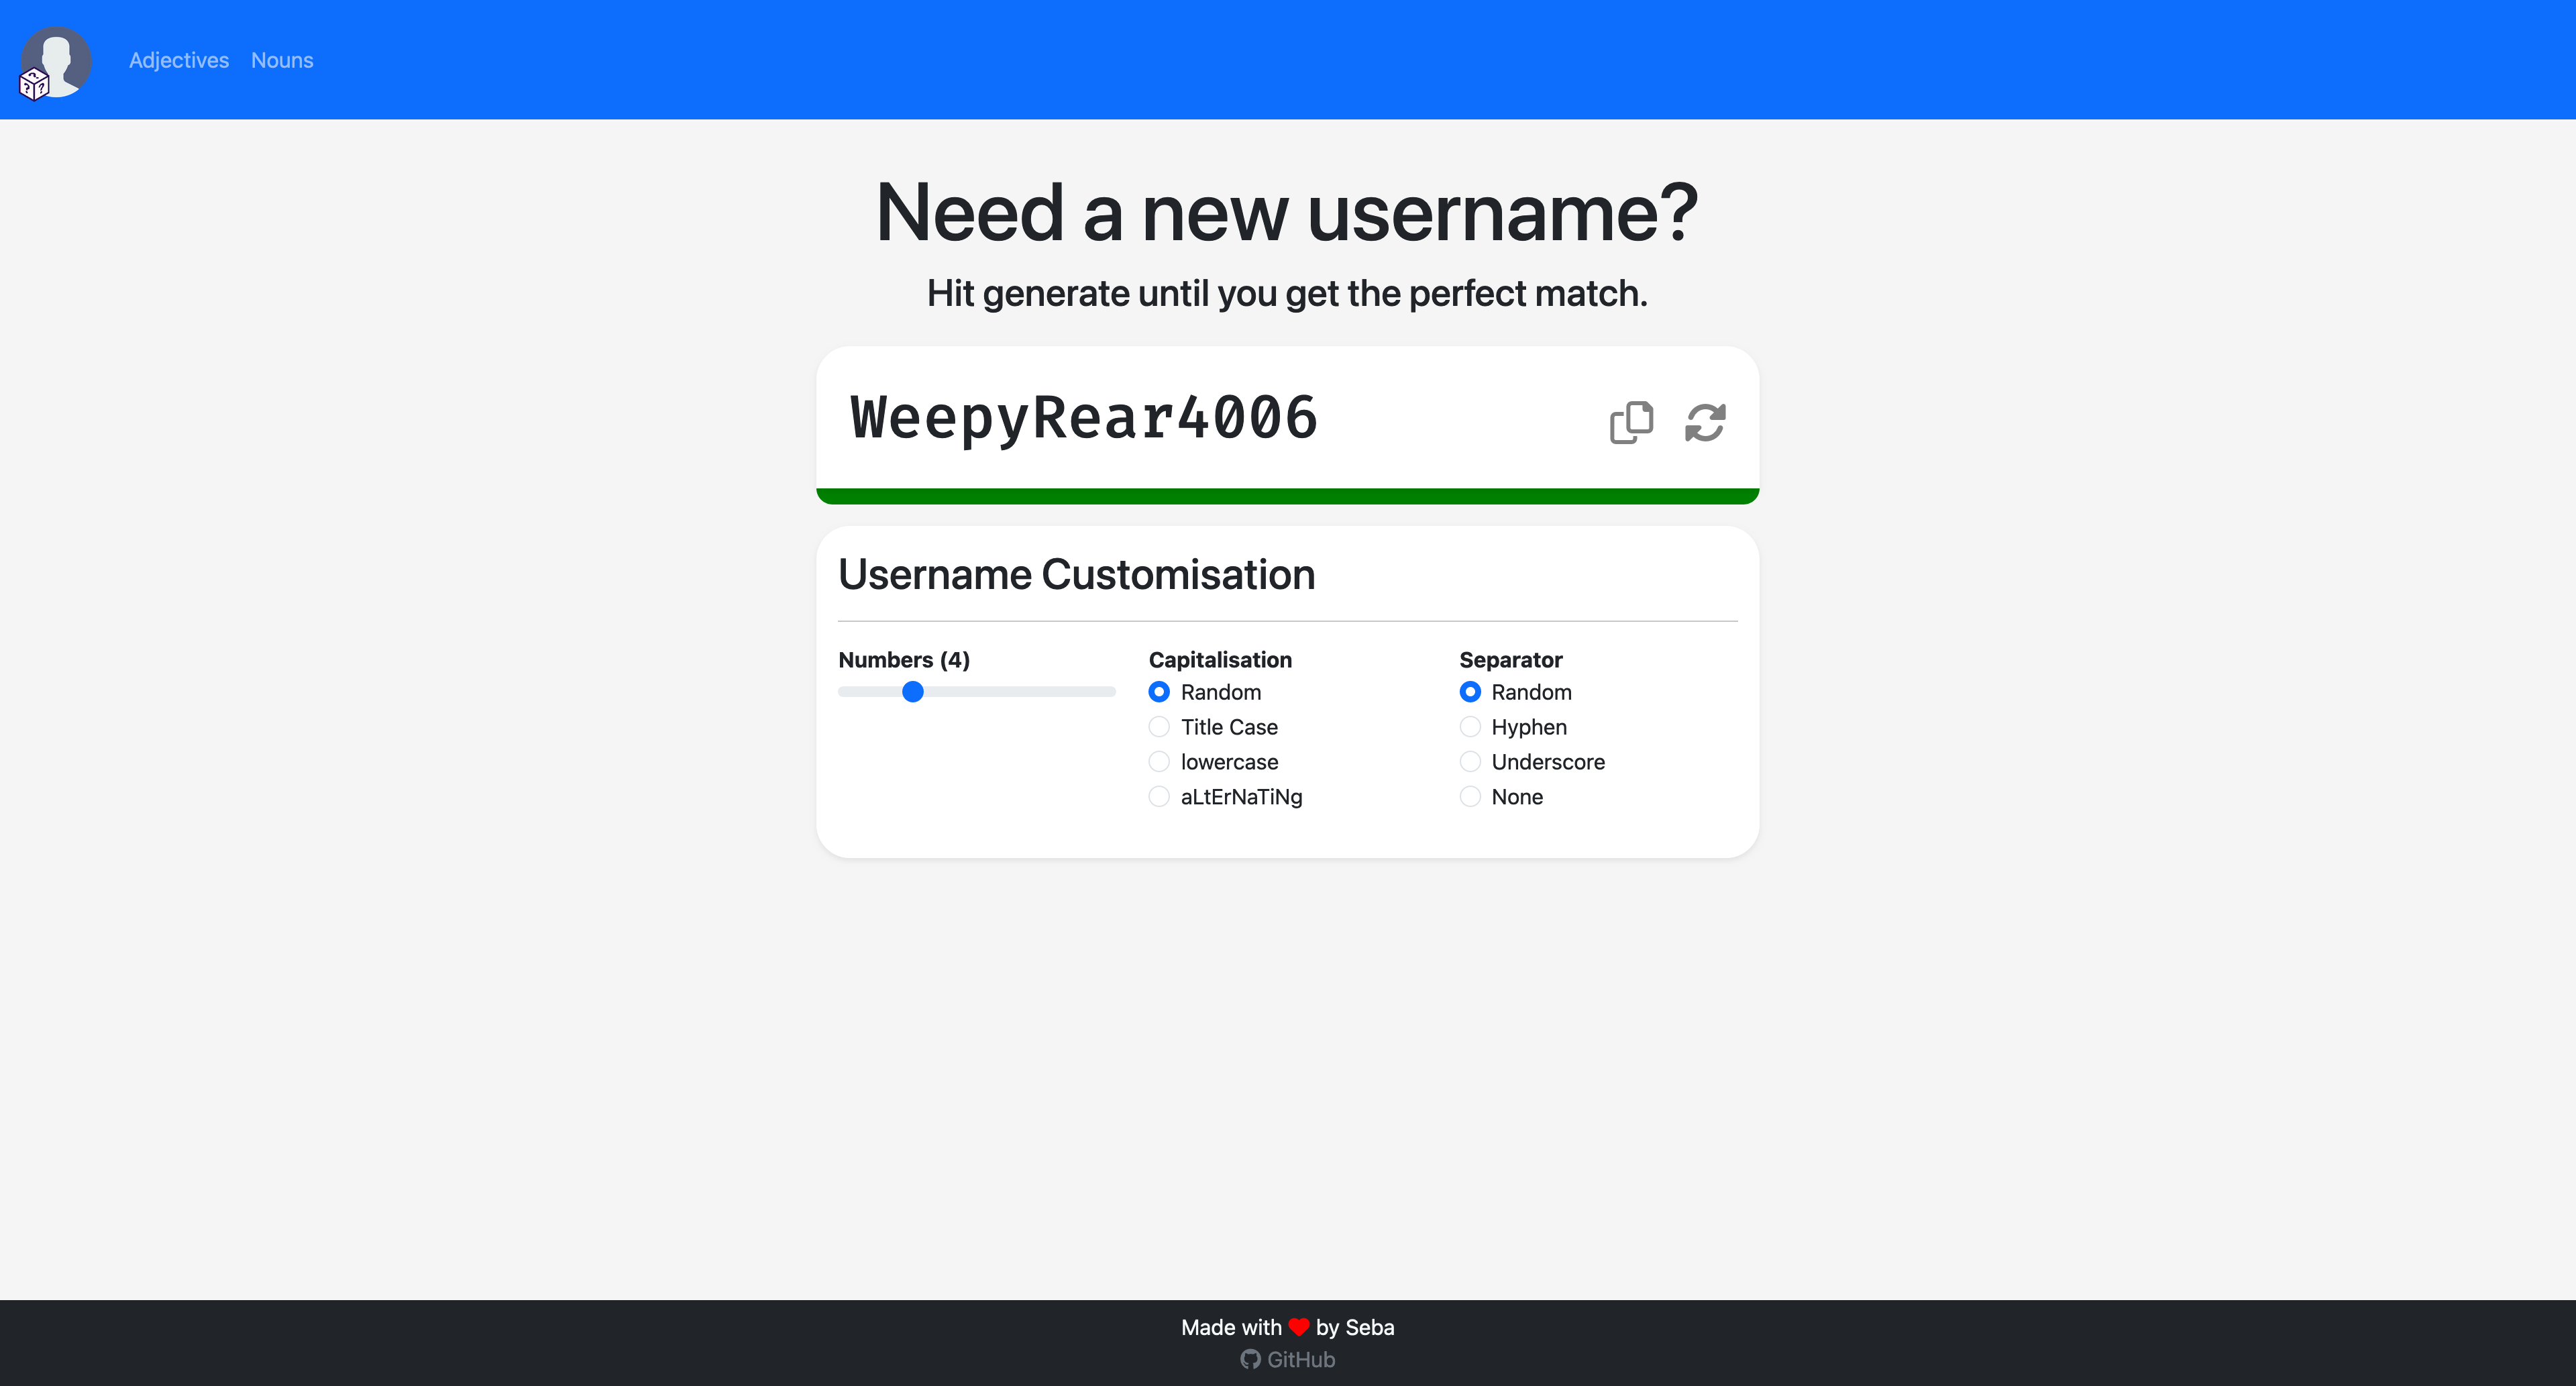 Adjectives Nouns
Need a new username?
Hit generate until you get the perfect match.
WeepyRear4006
Username Customisation
Numbers (4)
Capitalisation
Random
Title Case
lowercase
aLtErNaTiNg
Separator
Random
Hyphen
Underscore
None
Made with ❤ by Seba
GitHub